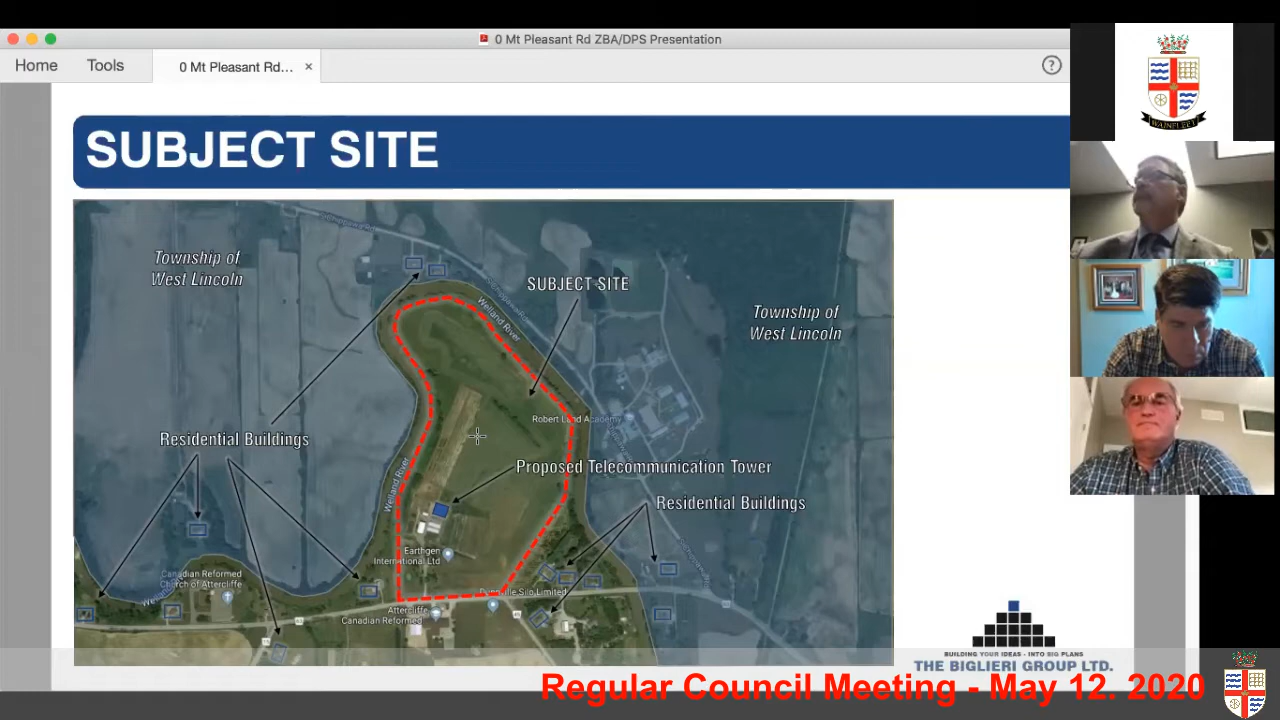 0 Mt Pleasant Rd ZBA/DPS Presentation
Home
Tools
0 Mt Pleasant Rd...
×
?
WAINFLEET
SUBJECT SITE
Township of
West Lincoln
SUBJECT SITE
Welland River
Township of
West Lincoln
Robert Land Academy
Residential Buildings
Proposed Telecommunication Tower
Welland River
Residential Buildings
Earthgen
International Ltd
Canadian Reformed
Church of Attercliffe
Dunnville Silo Limited
Attercliffe
Canadian Reformed
BUILDING YOUR IDEAS - INTO BIG PLANS
THE BIGLIERI GROUP LTD.
Regular Council Meeting - May 12. 2020